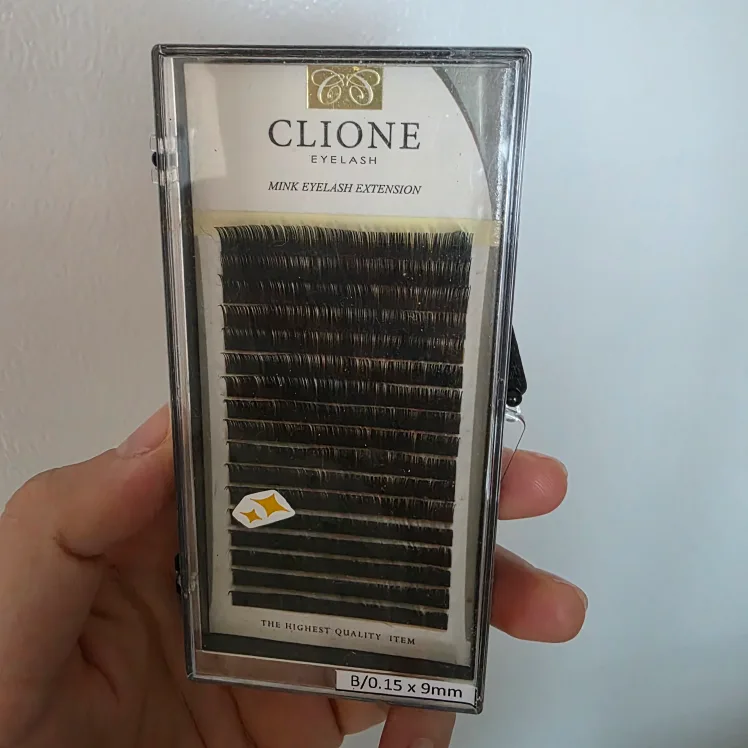 CLIONE
EYELASH
MINK EYELASH EXTENSION
THE HIGHEST QUALITY ITEM
B/0.15 x 9mm